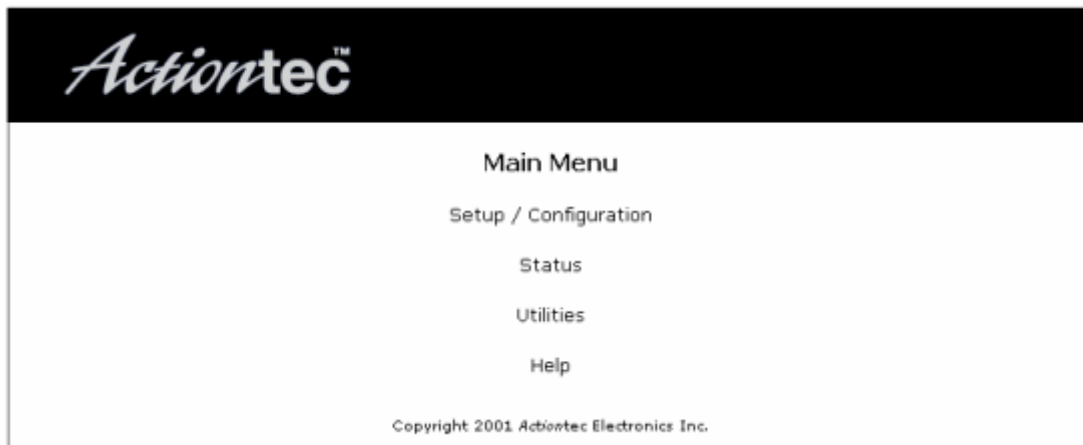 Actiontec™
Main Menu
Setup / Configuration
Status
Utilities
Help
Copyright 2001 Actiontec Electronics Inc.